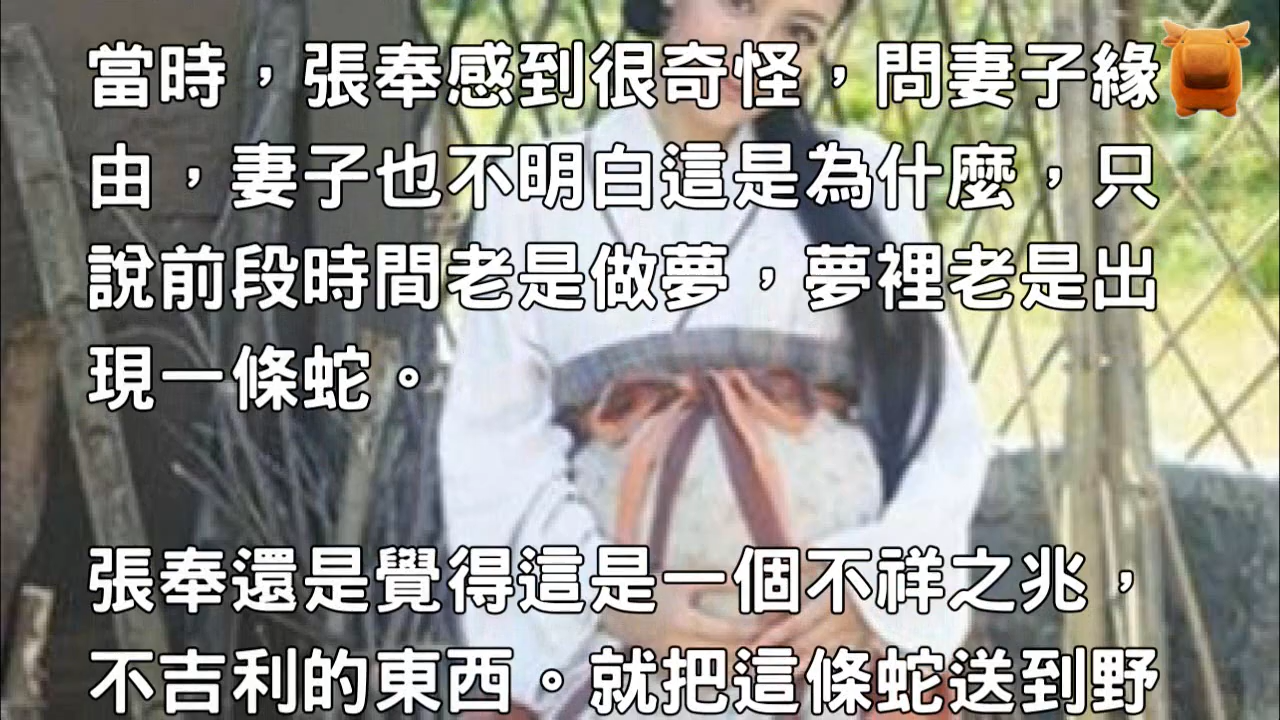 當時，張奉感到很奇怪，問妻子緣
由，妻子也不明白這是為什麼，只
說前段時間老是做夢，夢裡老是出
現一條蛇。
張奉還是覺得這是一個不祥之兆，
不吉利的東西。就把這條蛇送到野